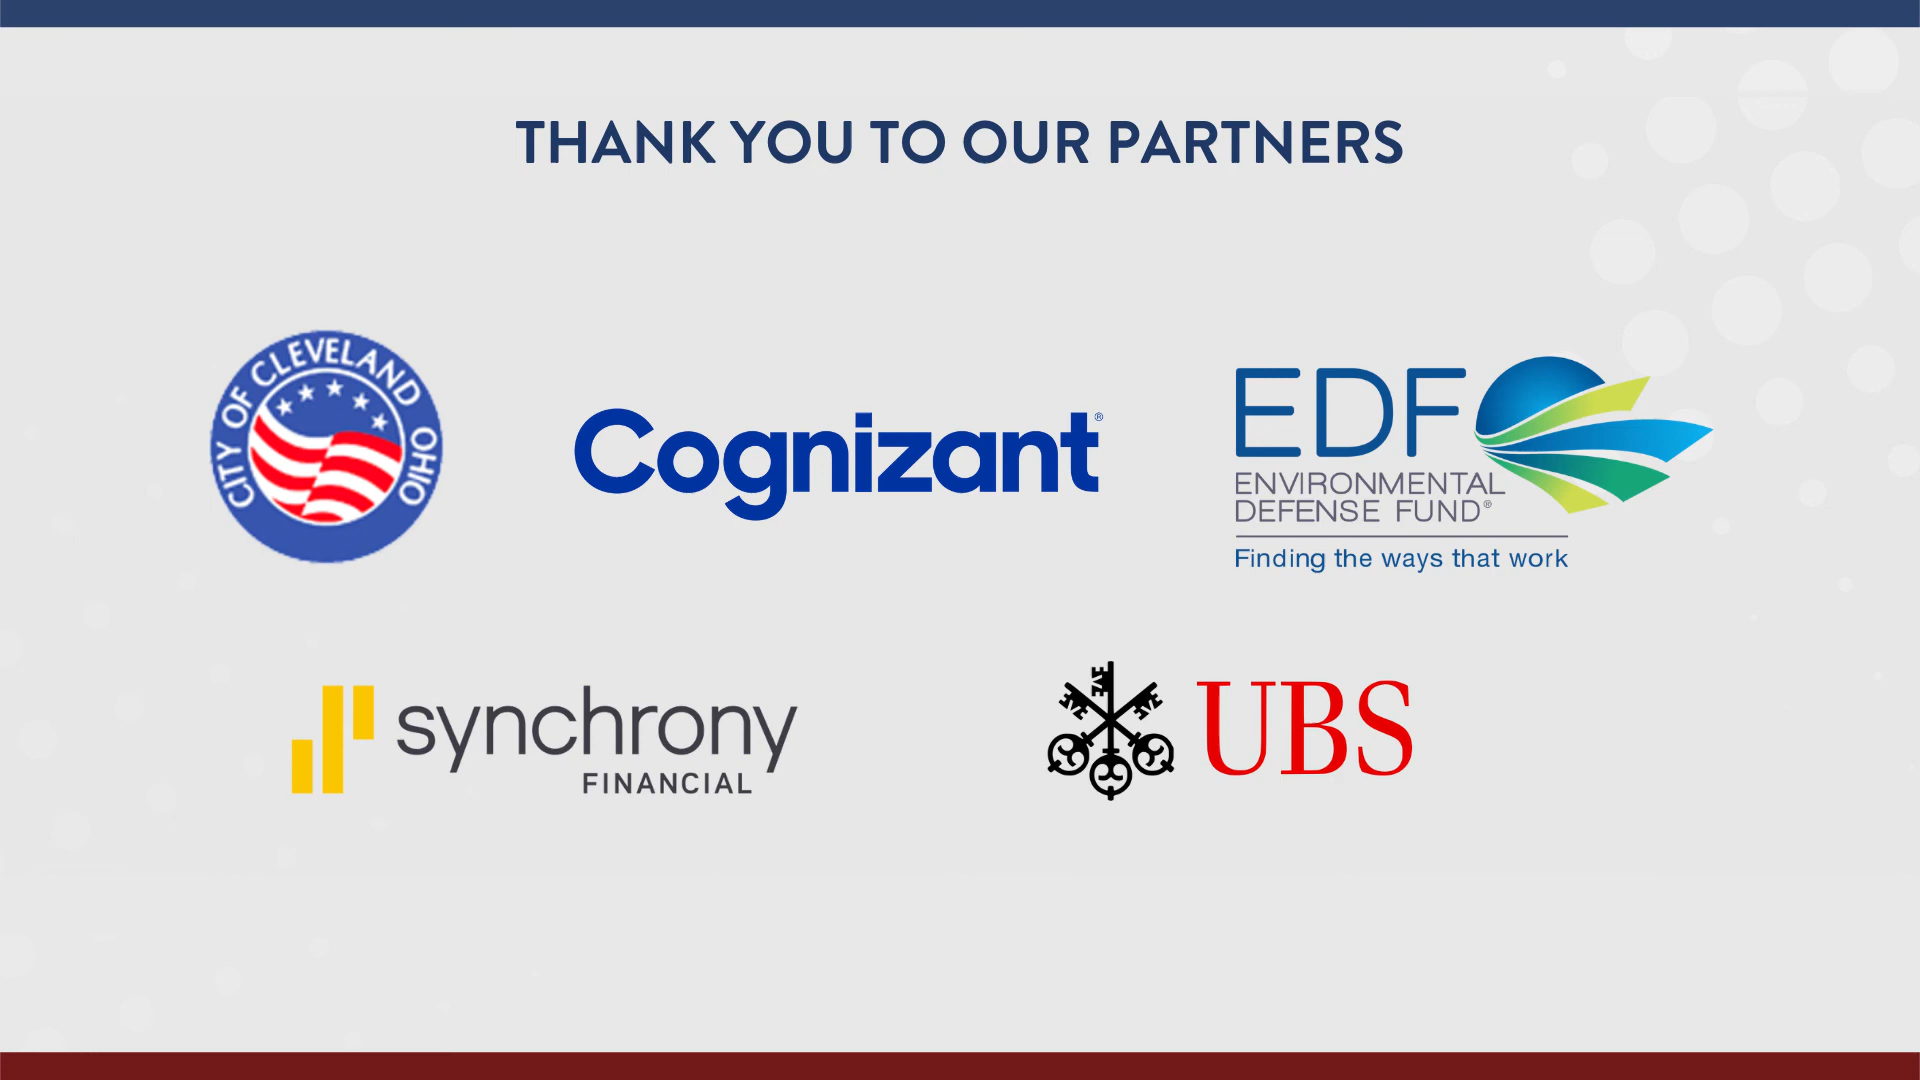 THANK YOU TO OUR PARTNERS
CITY OF CLEVELAND OHIO
Cognizant®
EDF
ENVIRONMENTAL
DEFENSE FUND®
Finding the ways that work
synchrony
FINANCIAL
UBS